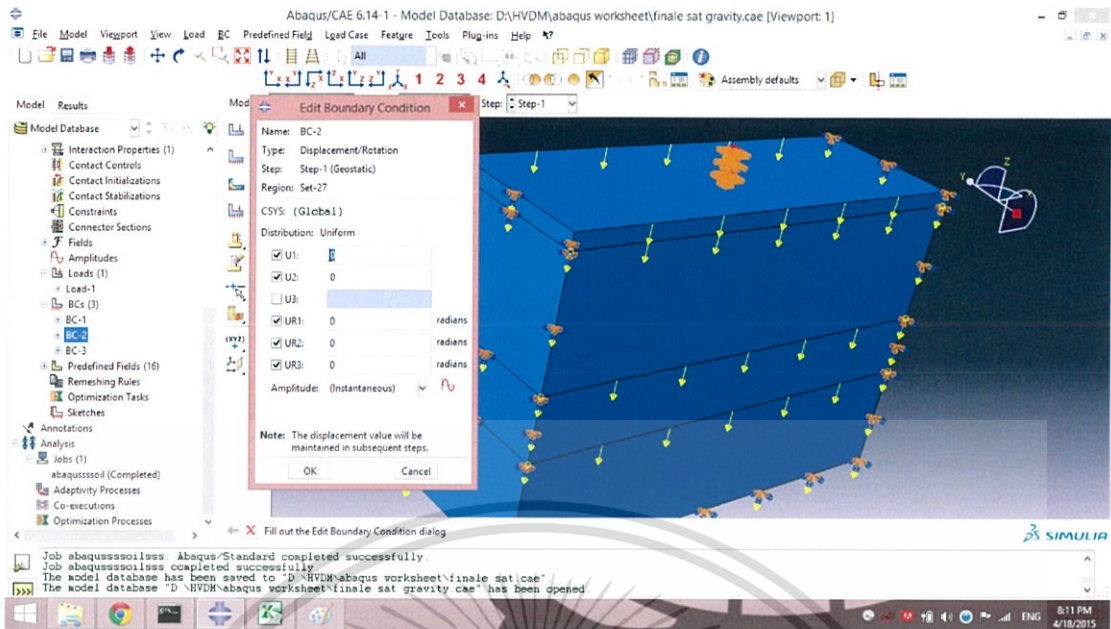 Abaqus/CAE 6.14-1 - Model Database: D:\HVDM\abaqus worksheet\finale sat gravity.cae [Viewport: 1]
File Model Viewport View Load BC Predefined Field Load Case Feature Tools Plug-ins Help
All
1 2 3 4 Assembly defaults
Model Results
Mod
Step: Step-1
Model Database
Interaction Properties (1)
Contact Controls
Contact Initializations
Contact Stabilizations
Constraints
Connector Sections
Fields
Amplitudes
Loads (1)
Load-1
BCs (3)
BC-1
BC-2
BC-3
Predefined Fields (16)
Remeshing Rules
Optimization Tasks
Sketches
Annotations
Analysis
Jobs (1)
abaqussssoil (Completed)
Adaptivity Processes
Co-executions
Optimization Processes
Edit Boundary Condition
Name: BC-2
Type: Displacement/Rotation
Step: Step-1 (Geostatic)
Region: Set-27
CSYS: (Global)
Distribution: Uniform
U1: 0
U2: 0
U3:
UR1: 0 radians
UR2: 0 radians
UR3: 0 radians
Amplitude: (Instantaneous)
Note: The displacement value will be
maintained in subsequent steps.
OK Cancel
Z
Y
X
Fill out the Edit Boundary Condition dialog
SIMULIA
Job abaqussssoilsss: Abaqus/Standard completed successfully.
Job abaqussssoilsss completed successfully
The model database has been saved to "D:\HVDM\abaqus worksheet\finale sat.cae".
The model database "D:\HVDM\abaqus worksheet\finale sat gravity.cae" has been opened.
ENG 8:11 PM
4/18/2015